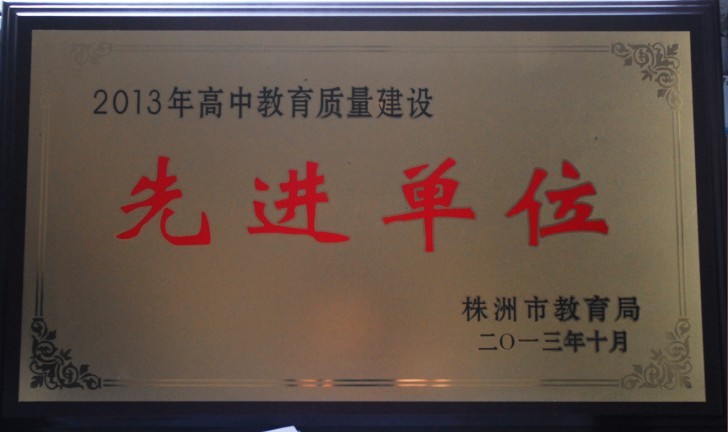 2013年高中教育质量建设
先进单位
株洲市教育局
二〇一三年十月